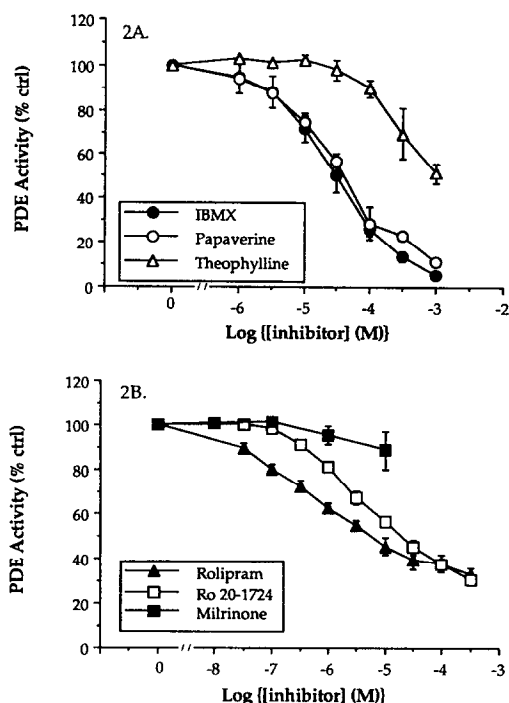 2A.
120
100
80
60
40
20
0
PDE Activity (% ctrl)
IBMX
Papaverine
Theophylline
0 // -6 -5 -4 -3 -2
Log {[inhibitor] (M)}
2B.
120
100
80
60
40
20
0
PDE Activity (% ctrl)
Rolipram
Ro 20-1724
Milrinone
0 // -8 -7 -6 -5 -4 -3
Log {[inhibitor] (M)}